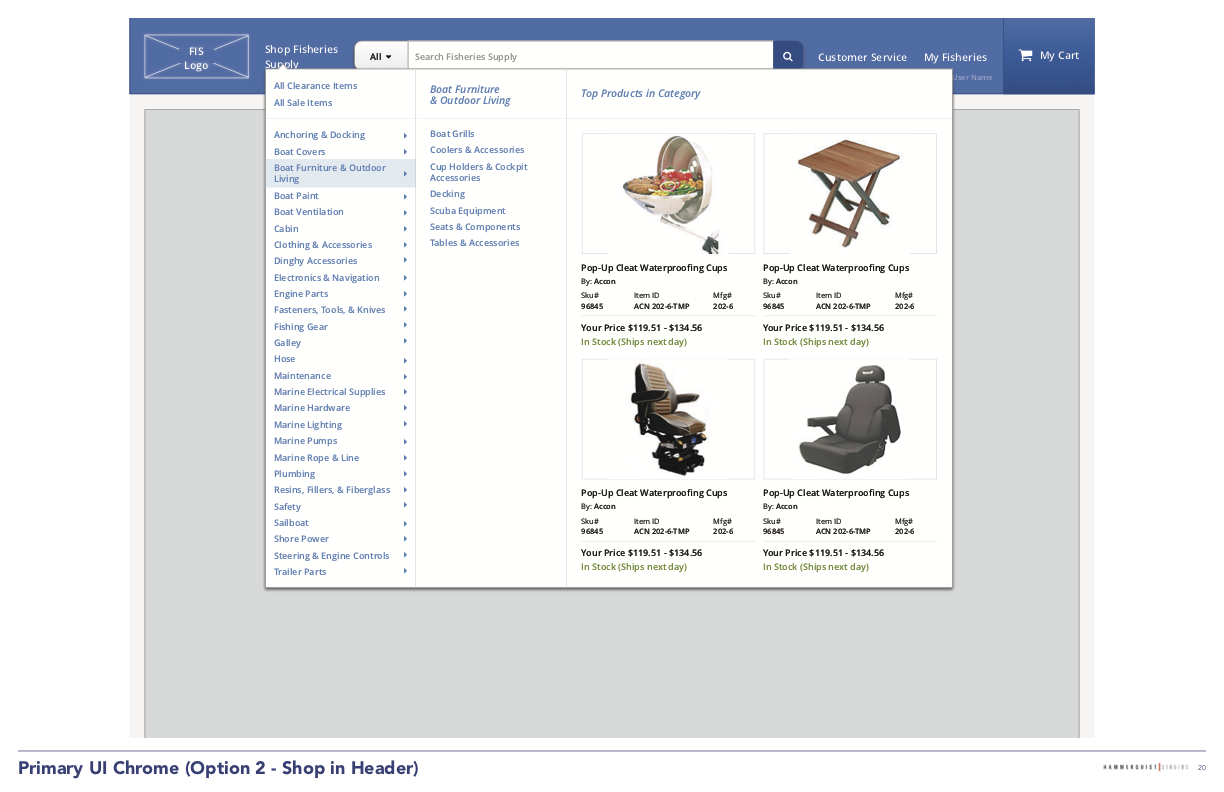 FIS
Logo
Shop Fisheries
Supply
All
Search Fisheries Supply
Customer Service
My Fisheries
User Name
My Cart
All Clearance Items
All Sale Items
Anchoring & Docking
Boat Covers
Boat Furniture & Outdoor
Living
Boat Paint
Boat Ventilation
Cabin
Clothing & Accessories
Dinghy Accessories
Electronics & Navigation
Engine Parts
Fasteners, Tools, & Knives
Fishing Gear
Galley
Hose
Maintenance
Marine Electrical Supplies
Marine Hardware
Marine Lighting
Marine Pumps
Marine Rope & Line
Plumbing
Resins, Fillers, & Fiberglass
Safety
Sailboat
Shore Power
Steering & Engine Controls
Trailer Parts
Boat Furniture
& Outdoor Living
Boat Grills
Coolers & Accessories
Cup Holders & Cockpit
Accessories
Decking
Scuba Equipment
Seats & Components
Tables & Accessories
Top Products in Category
Pop-Up Cleat Waterproofing Cups
By: Accon
Sku# Item ID Mfg#
96845 ACN 202-6-TMP 202-6
Your Price $119.51 - $134.56
In Stock (Ships next day)
Pop-Up Cleat Waterproofing Cups
By: Accon
Sku# Item ID Mfg#
96845 ACN 202-6-TMP 202-6
Your Price $119.51 - $134.56
In Stock (Ships next day)
Pop-Up Cleat Waterproofing Cups
By: Accon
Sku# Item ID Mfg#
96845 ACN 202-6-TMP 202-6
Your Price $119.51 - $134.56
In Stock (Ships next day)
Pop-Up Cleat Waterproofing Cups
By: Accon
Sku# Item ID Mfg#
96845 ACN 202-6-TMP 202-6
Your Price $119.51 - $134.56
In Stock (Ships next day)
Primary UI Chrome (Option 2 - Shop in Header)
HAMMERQUIST STUDIOS
20